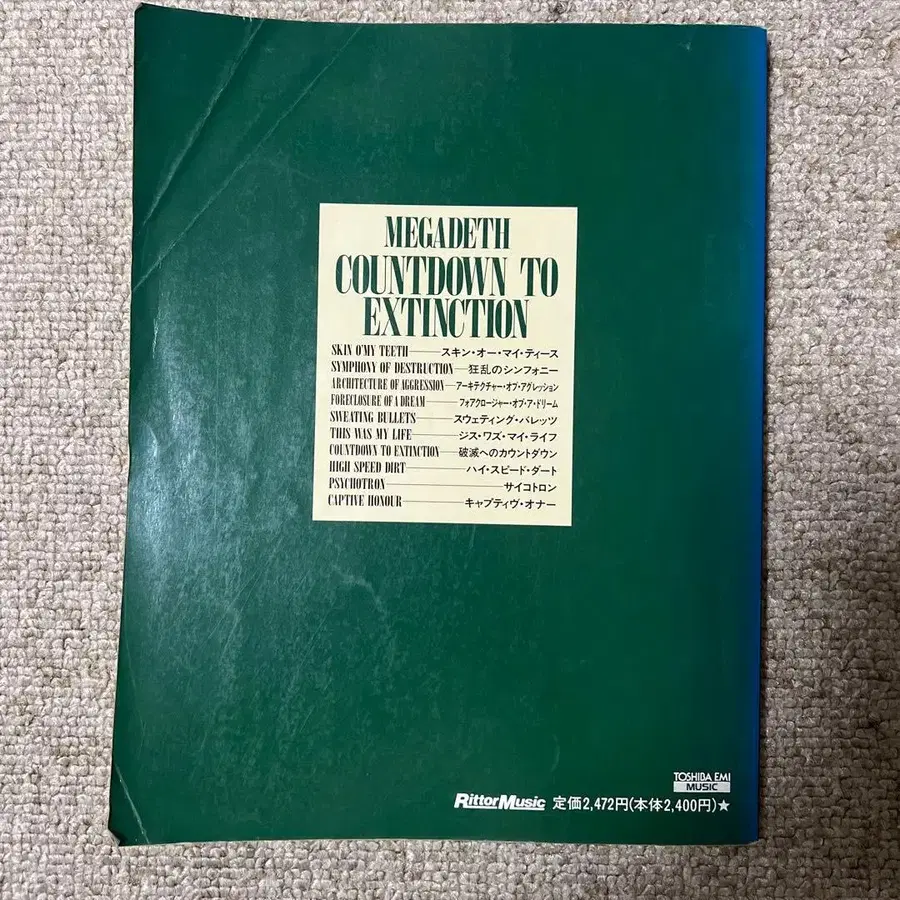 MEGADETH
COUNTDOWN TO
EXTINCTION
SKIN O'MY TEETH——スキン・オー・マイ・ティース
SYMPHONY OF DESTRUCTION—狂乱のシンフォニー
ARCHITECTURE OF AGGRESSION—アーキテクチャー・オブ・アグレッション
FORECLOSURE OF A DREAM——フォアクロージャー・オブ・ア・ドリーム
SWEATING BULLETS——スウェティング・バレッツ
THIS WAS MY LIFE——ジス・ワズ・マイ・ライフ
COUNTDOWN TO EXTINCTION—破滅へのカウントダウン
HIGH SPEED DIRT——ハイ・スピード・ダート
PSYCHOTRON——サイコトロン
CAPTIVE HONOUR——キャプティヴ・オナー
TOSHIBA EMI
MUSIC
RittorMusic 定価2,472円(本体2,400円)★